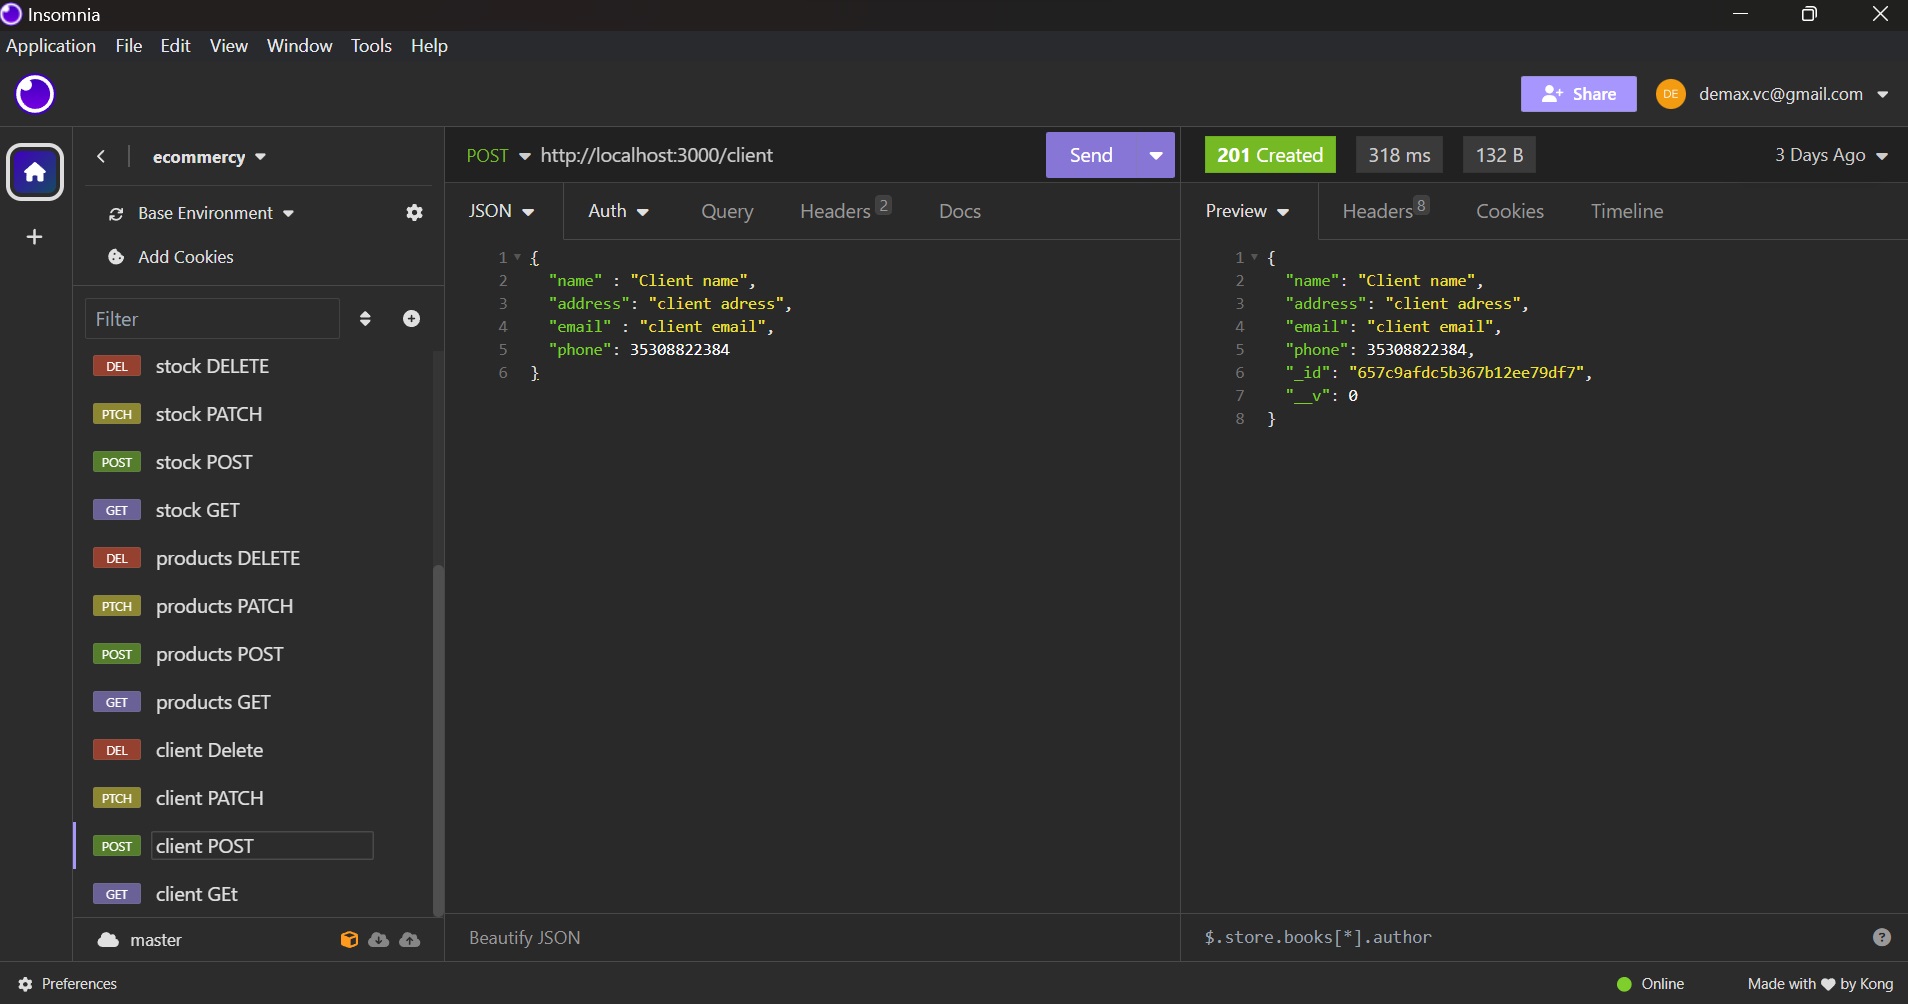 Insomnia
Application File Edit View Window Tools Help
Share
DE demax.vc@gmail.com
ecommercy
Base Environment
Add Cookies
Filter
DEL stock DELETE
PTCH stock PATCH
POST stock POST
GET stock GET
DEL products DELETE
PTCH products PATCH
POST products POST
GET products GET
DEL client Delete
PTCH client PATCH
POST client POST
GET client GEt
master
POST http://localhost:3000/client Send
JSON Auth Query Headers 2 Docs
1 {
2 "name" : "Client name",
3 "address": "client adress",
4 "email" : "client email",
5 "phone": 35308822384
6 }
Beautify JSON
201 Created 318 ms 132 B 3 Days Ago
Preview Headers 8 Cookies Timeline
1 {
2 "name": "Client name",
3 "address": "client adress",
4 "email": "client email",
5 "phone": 35308822384,
6 "_id": "657c9afdc5b367b12ee79df7",
7 "__v": 0
8 }
$.store.books[*].author
Preferences
Online Made with ❤ by Kong